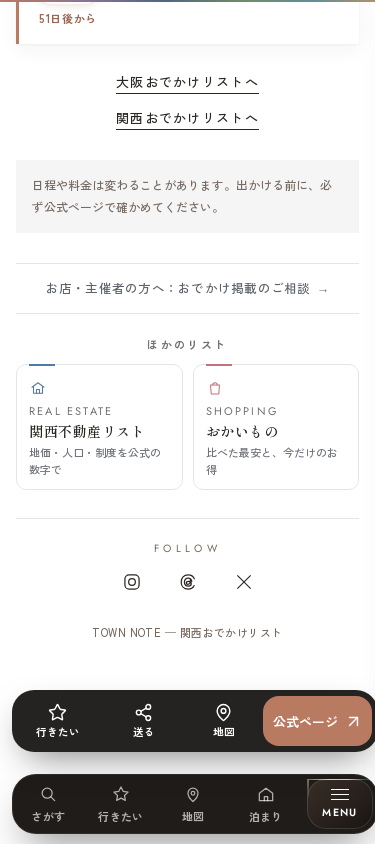 51日後から
大阪おでかけリストへ
関西おでかけリストへ
日程や料金は変わることがあります。出かける前に、必
ず公式ページで確かめてください。
お店・主催者の方へ：おでかけ掲載のご相談 →
ほかのリスト
REAL ESTATE
関西不動産リスト
地価・人口・制度を公式の
数字で
SHOPPING
おかいもの
比べた最安と、今だけのお
得
FOLLOW
TOWN NOTE — 関西おでかけリスト
行きたい
送る
地図
公式ページ
さがす
行きたい
地図
泊まり
MENU